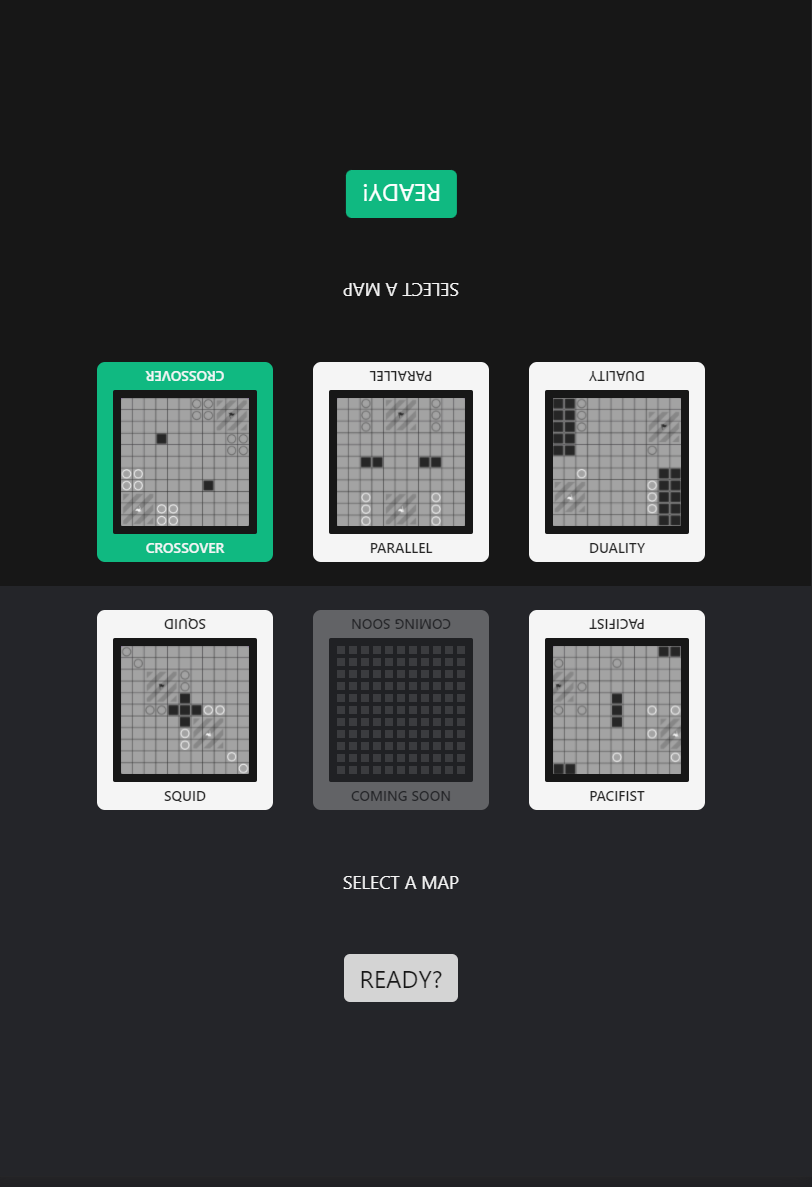 READY!
SELECT A MAP
CROSSOVER
PARALLEL
DUALITY
CROSSOVER
PARALLEL
DUALITY
SQUID
COMING SOON
PACIFIST
SQUID
COMING SOON
PACIFIST
SELECT A MAP
READY?